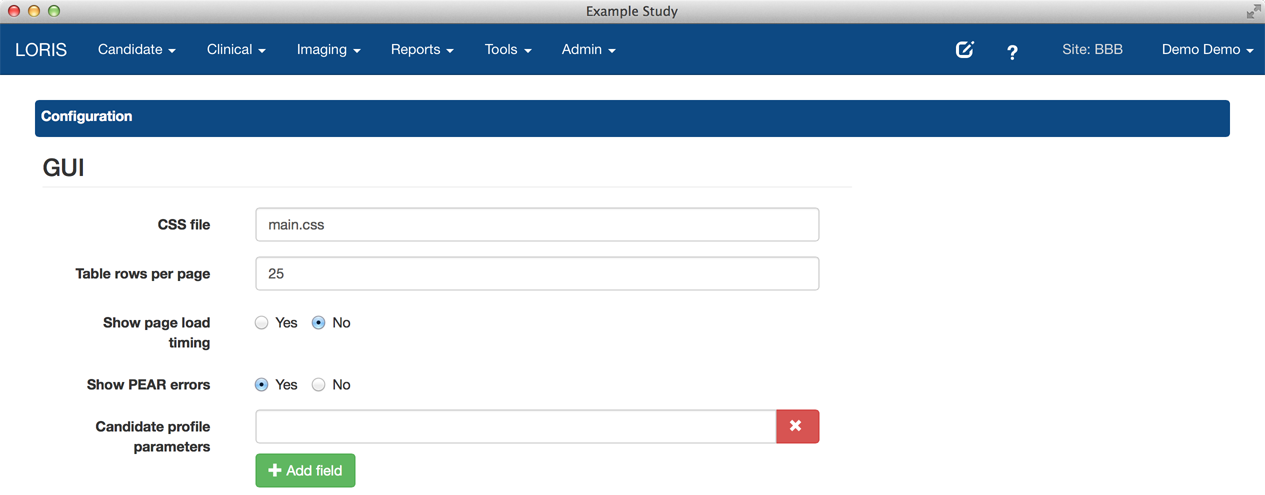 Example Study
LORIS Candidate Clinical Imaging Reports Tools Admin ? Site: BBB Demo Demo
Configuration
GUI
CSS file main.css
Table rows per page 25
Show page load Yes No
timing
Show PEAR errors Yes No
Candidate profile
parameters
Add field